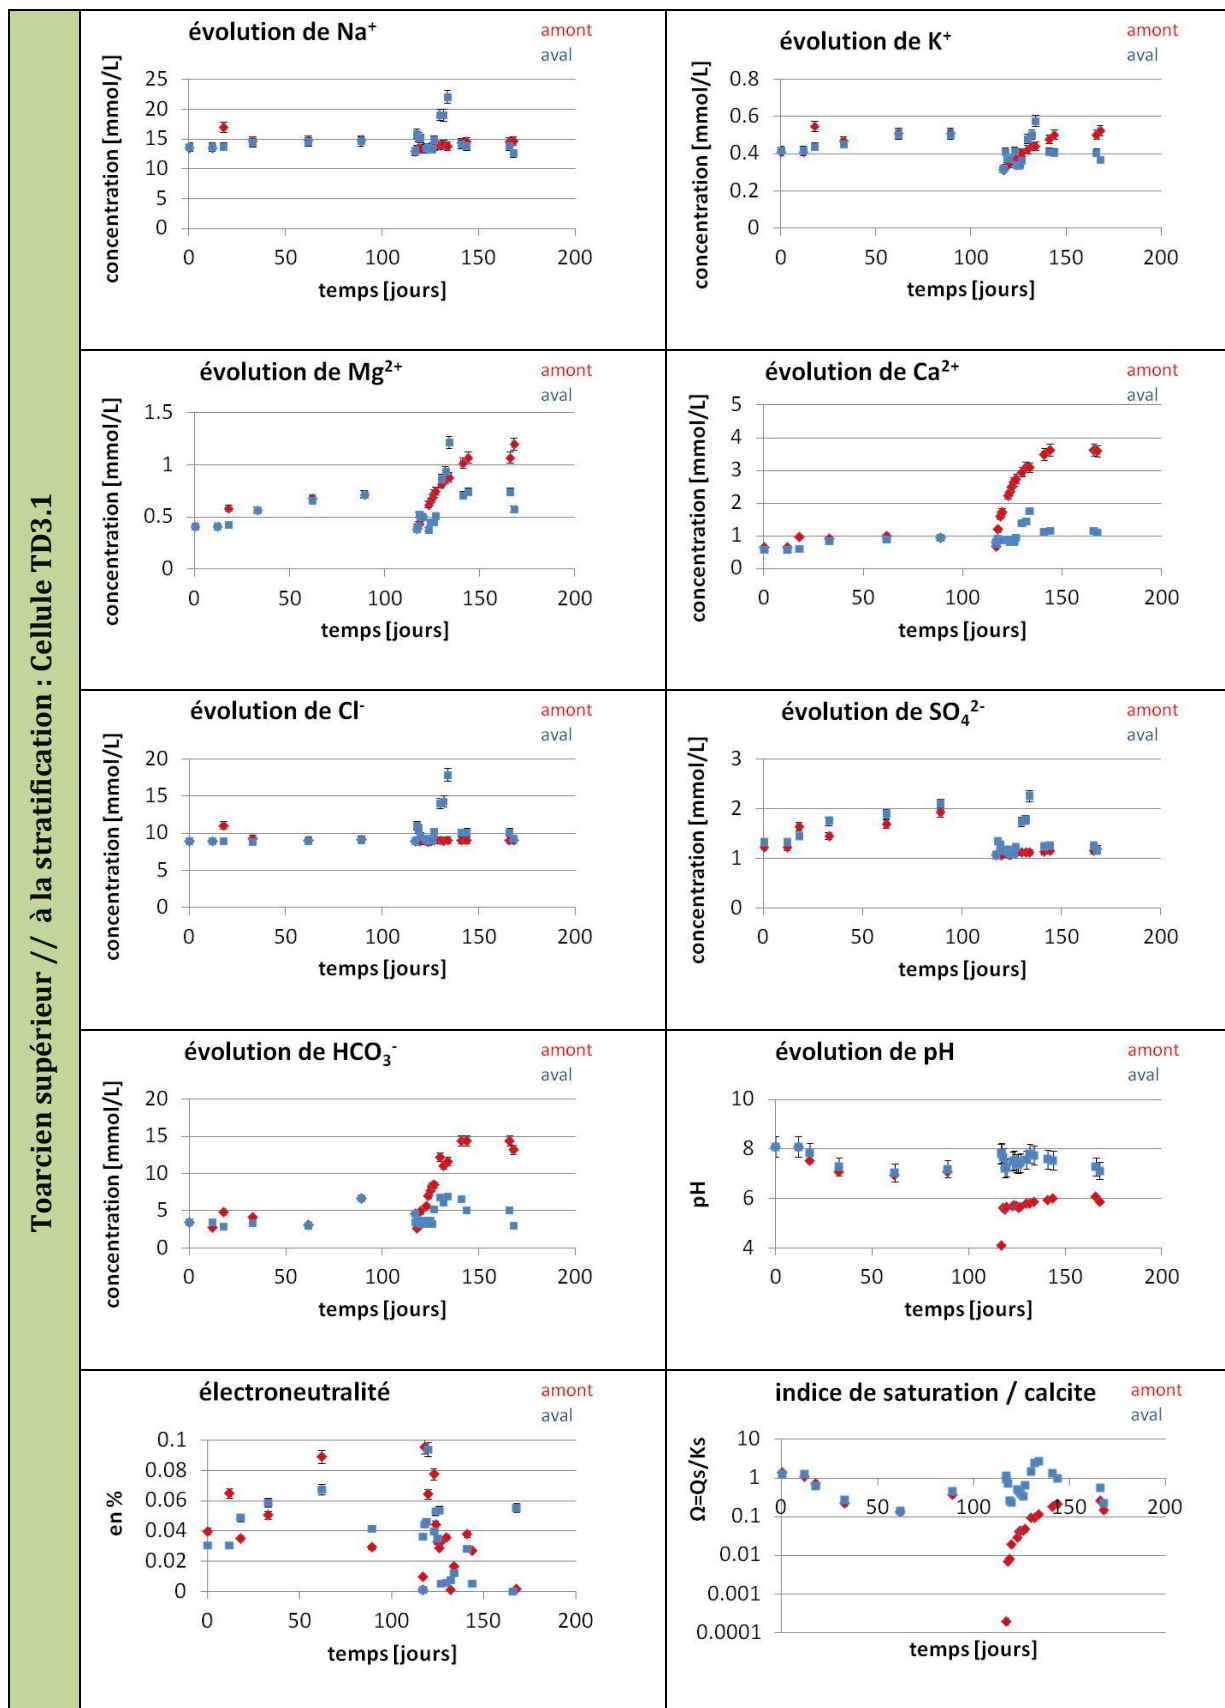 Toarcien supérieur // à la stratification : Cellule TD3.1
évolution de Na⁺
amont
aval
concentration [mmol/L]
25
20
15
10
5
0
0 50 100 150 200
temps [jours]
évolution de K⁺
amont
aval
concentration [mmol/L]
0.8
0.6
0.4
0.2
0
0 50 100 150 200
temps [jours]
évolution de Mg²⁺
amont
aval
concentration [mmol/L]
1.5
1
0.5
0
0 50 100 150 200
temps [jours]
évolution de Ca²⁺
amont
aval
concentration [mmol/L]
5
4
3
2
1
0
0 50 100 150 200
temps [jours]
évolution de Cl⁻
amont
aval
concentration [mmol/L]
20
15
10
5
0
0 50 100 150 200
temps [jours]
évolution de SO₄²⁻
amont
aval
concentration [mmol/L]
3
2
1
0
0 50 100 150 200
temps [jours]
évolution de HCO₃⁻
amont
aval
concentration [mmol/L]
20
15
10
5
0
0 50 100 150 200
temps [jours]
évolution de pH
amont
aval
pH
10
8
6
4
0 50 100 150 200
temps [jours]
électroneutralité
amont
aval
en %
0.1
0.08
0.06
0.04
0.02
0
0 50 100 150 200
temps [jours]
indice de saturation / calcite
amont
aval
Ω=Qs/Ks
10
1
0.1
0.01
0.001
0.0001
0 50 100 150 200
temps [jours]